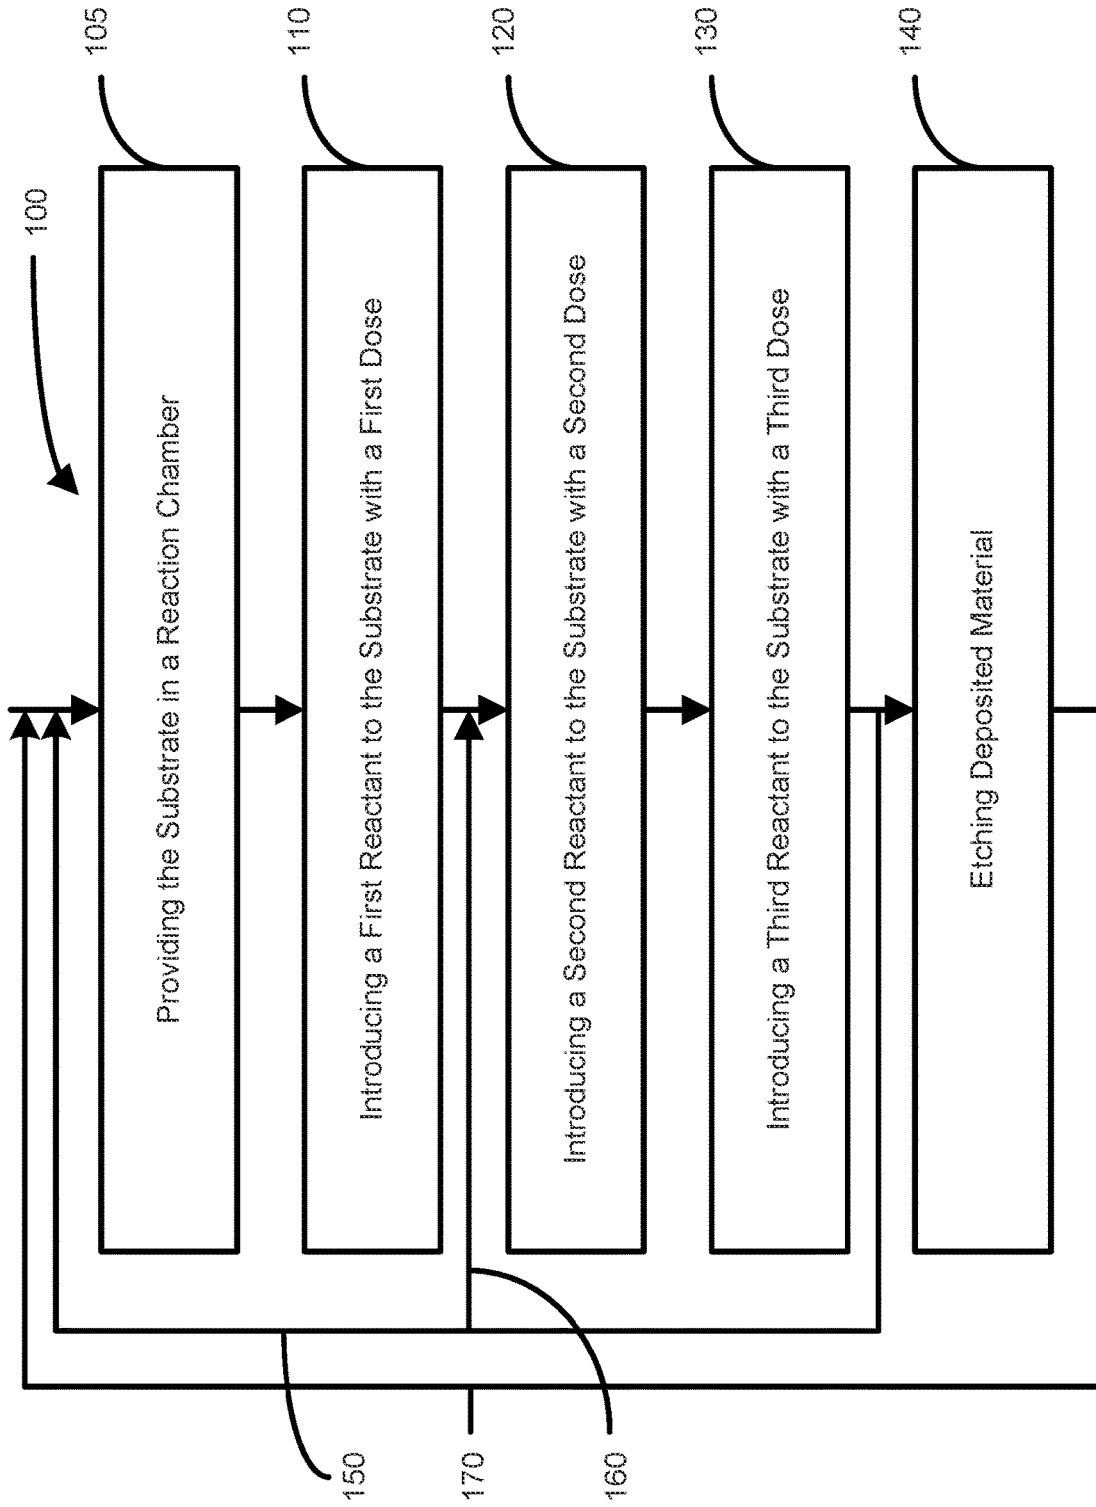 100
Providing the Substrate in a Reaction Chamber
105
Introducing a First Reactant to the Substrate with a First Dose
110
Introducing a Second Reactant to the Substrate with a Second Dose
120
Introducing a Third Reactant to the Substrate with a Third Dose
130
Etching Deposited Material
140
150
170
160